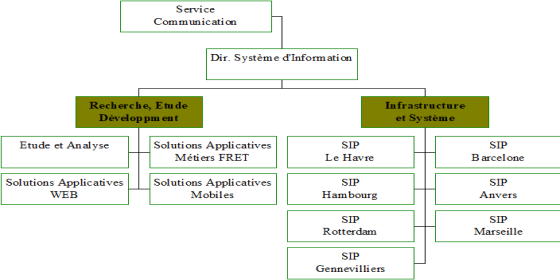 Service
Communication
Dir. Système d'Information
Recherche, Etude
Développment
Infrastructure
et Système
Etude et Analyse
Solutions Applicatives
Métiers FRET
Solutions Applicatives
WEB
Solutions Applicatives
Mobiles
SIP
Le Havre
SIP
Barcelone
SIP
Hambourg
SIP
Anvers
SIP
Rotterdam
SIP
Marseille
SIP
Gennevilliers